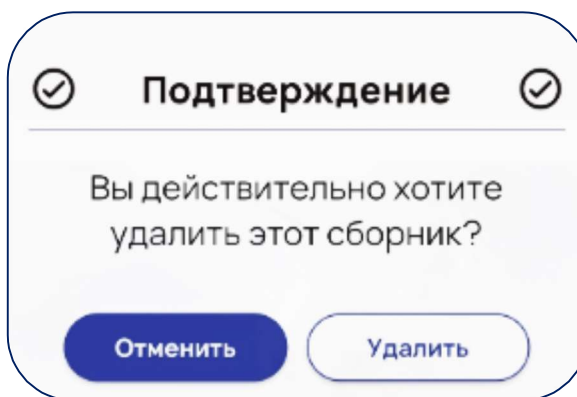 Подтверждение
Вы действительно хотите
удалить этот сборник?
Отменить Удалить